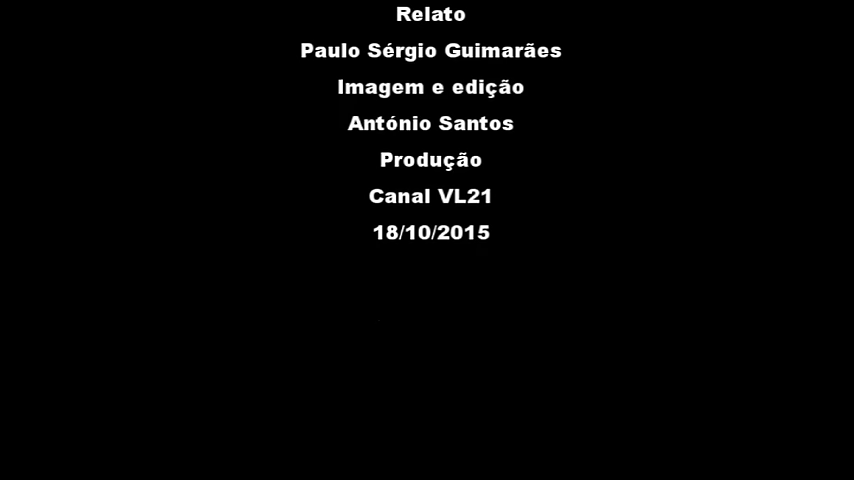 Relato
Paulo Sérgio Guimarães
Imagem e edição
António Santos
Produção
Canal VL21
18/10/2015